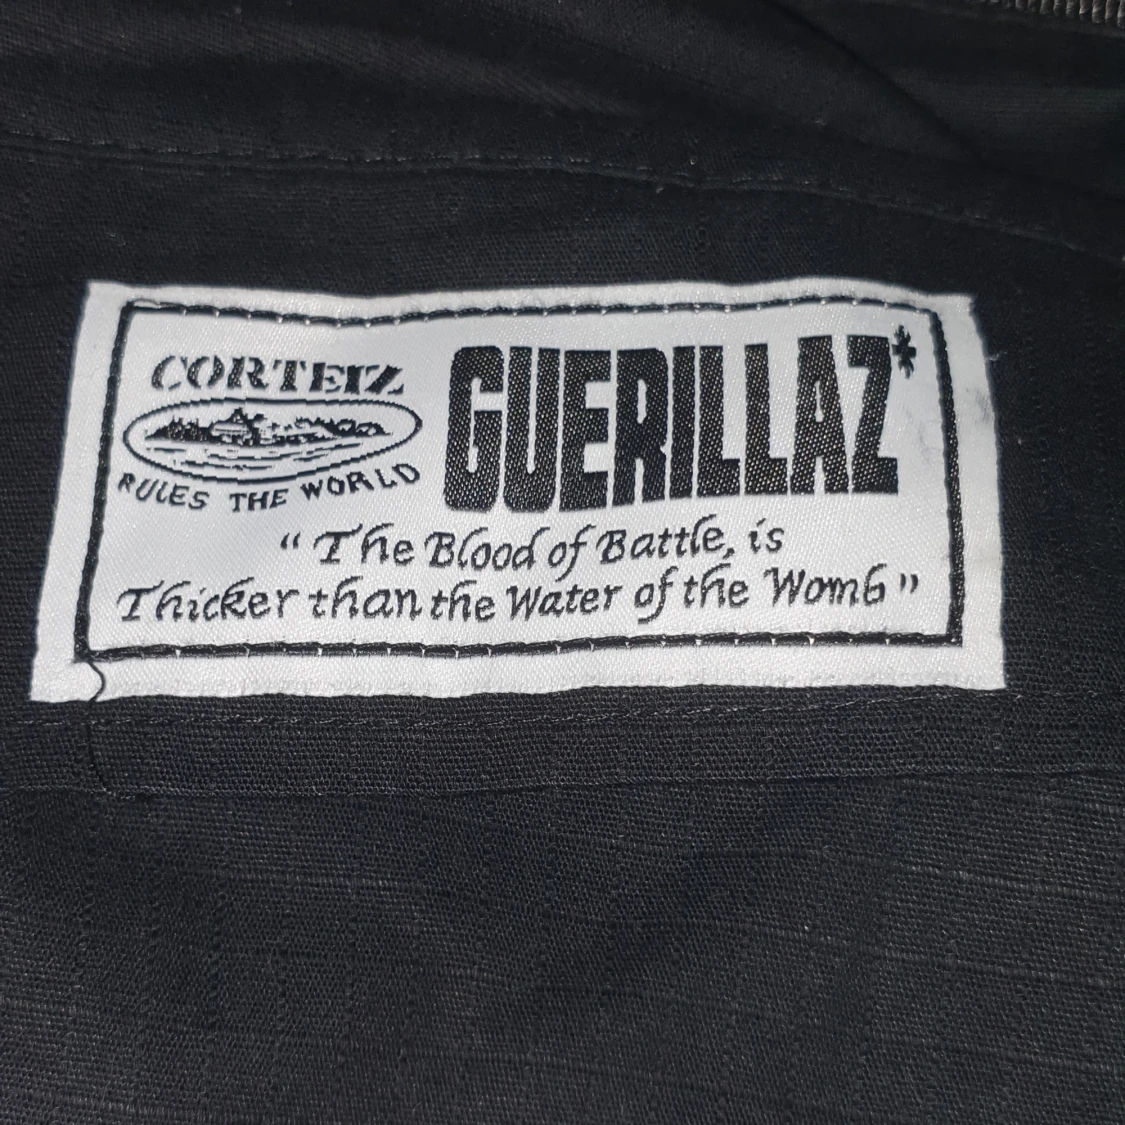 CORTEIZ
RULES THE WORLD
GUERILLAZ*
“The Blood of Battle, is
Thicker than the Water of the Womb”